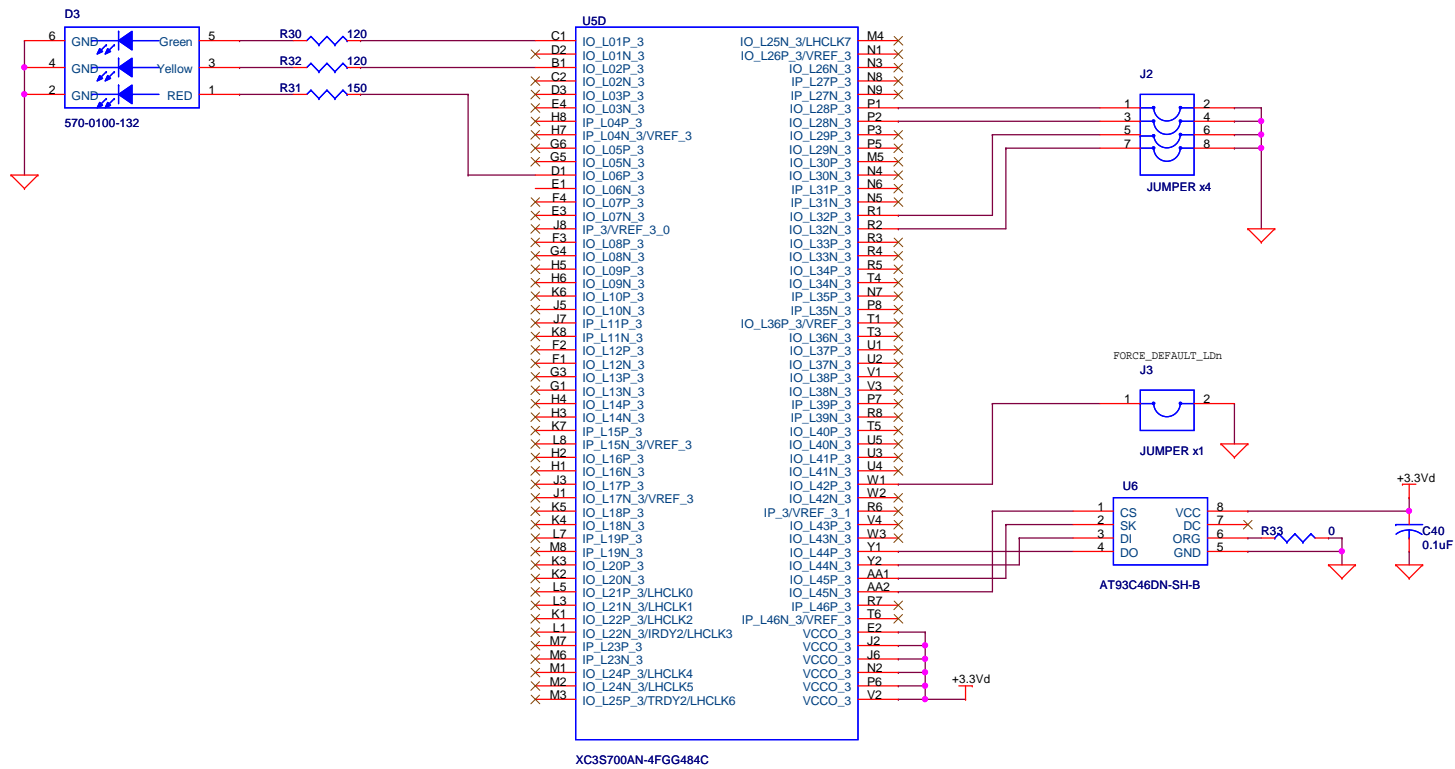 D3
6 GND Green 5
4 GND Yellow 3
2 GND RED 1
570-0100-132
R30 120
R32 120
R31 150
U5D
C1 IO_L01P_3
D2 IO_L01N_3
B1 IO_L02P_3
C2 IO_L02N_3
D3 IO_L03P_3
E4 IO_L03N_3
H8 IP_L04P_3
H7 IP_L04N_3/VREF_3
G6 IO_L05P_3
G5 IO_L05N_3
D1 IO_L06P_3
E1 IO_L06N_3
F4 IO_L07P_3
E3 IO_L07N_3
J8 IP_3/VREF_3_0
F3 IO_L08P_3
G4 IO_L08N_3
H5 IO_L09P_3
H6 IO_L09N_3
K6 IO_L10P_3
J5 IO_L10N_3
J7 IP_L11P_3
K8 IP_L11N_3
F2 IO_L12P_3
F1 IO_L12N_3
G3 IO_L13P_3
G1 IO_L13N_3
H4 IO_L14P_3
H3 IO_L14N_3
K7 IP_L15P_3
L8 IP_L15N_3/VREF_3
H2 IO_L16P_3
H1 IO_L16N_3
J3 IO_L17P_3
J1 IO_L17N_3/VREF_3
K5 IO_L18P_3
K4 IO_L18N_3
L7 IP_L19P_3
M8 IP_L19N_3
K3 IO_L20P_3
K2 IO_L20N_3
L5 IO_L21P_3/LHCLK0
L3 IO_L21N_3/LHCLK1
K1 IO_L22P_3/LHCLK2
L1 IO_L22N_3/IRDY2/LHCLK3
M7 IP_L23P_3
M6 IP_L23N_3
M1 IO_L24P_3/LHCLK4
M2 IO_L24N_3/LHCLK5
M3 IO_L25P_3/TRDY2/LHCLK6
IO_L25N_3/LHCLK7 M4
IO_L26P_3/VREF_3 N1
IO_L26N_3 N3
IP_L27P_3 N8
IP_L27N_3 N9
IO_L28P_3 P1
IO_L28N_3 P2
IO_L29P_3 P3
IO_L29N_3 P5
IO_L30P_3 M5
IO_L30N_3 N4
IP_L31P_3 N6
IP_L31N_3 N5
IO_L32P_3 R1
IO_L32N_3 R2
IO_L33P_3 R3
IO_L33N_3 R4
IO_L34P_3 R5
IO_L34N_3 T4
IP_L35P_3 N7
IP_L35N_3 P8
IO_L36P_3/VREF_3 T1
IO_L36N_3 T3
IO_L37P_3 U1
IO_L37N_3 U2
IO_L38P_3 V1
IO_L38N_3 V3
IP_L39P_3 P7
IP_L39N_3 R8
IO_L40P_3 T5
IO_L40N_3 U5
IO_L41P_3 U3
IO_L41N_3 U4
IO_L42P_3 W1
IO_L42N_3 W2
IP_3/VREF_3_1 R6
IO_L43P_3 V4
IO_L43N_3 W3
IO_L44P_3 Y1
IO_L44N_3 Y2
IO_L45P_3 AA1
IO_L45N_3 AA2
IP_L46P_3 R7
IP_L46N_3/VREF_3 T6
VCCO_3 E2
VCCO_3 J2
VCCO_3 J6
VCCO_3 N2
VCCO_3 P6
VCCO_3 V2
XC3S700AN-4FGG484C
+3.3Vd
J2
1 2
3 4
5 6
7 8
JUMPER x4
FORCE_DEFAULT_LDn
J3
1 2
JUMPER x1
U6
1 CS VCC 8
2 SK DC 7
3 DI ORG 6
4 DO GND 5
AT93C46DN-SH-B
R33 0
+3.3Vd
C40
0.1uF